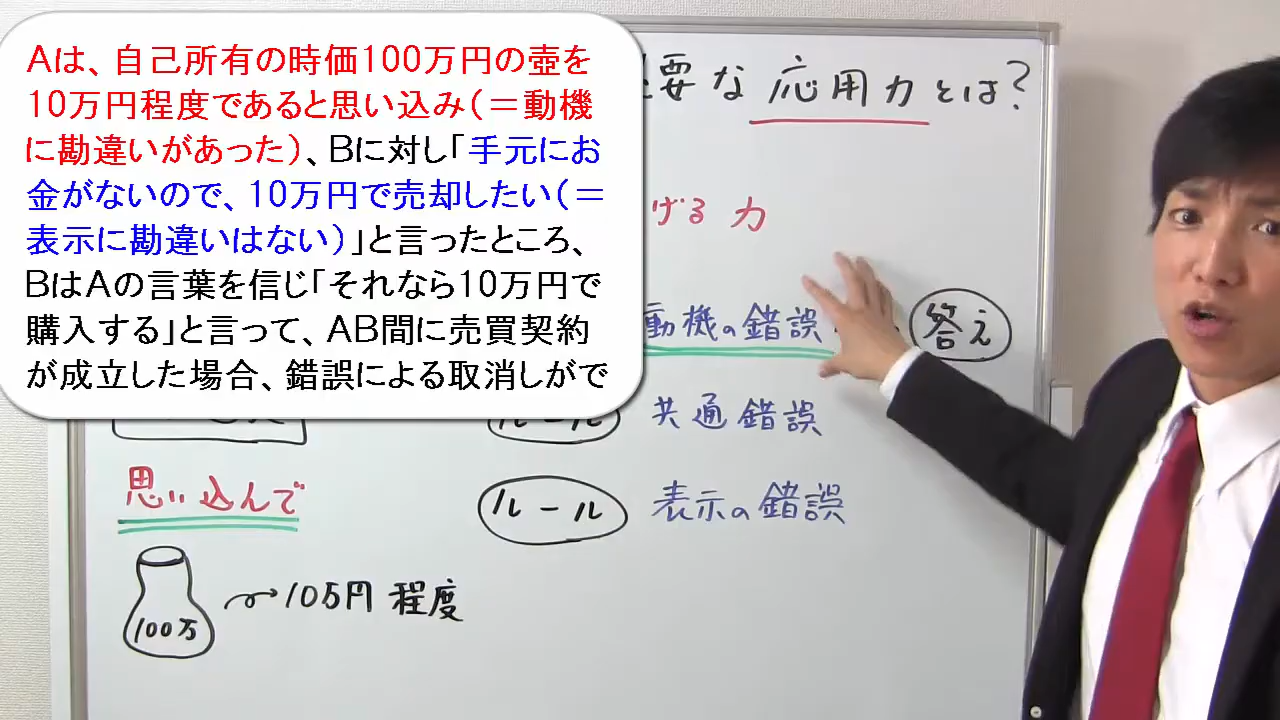 Aは、自己所有の時価100万円の壺を
10万円程度であると思い込み(＝動機
に勘違いがあった)、Bに対し「手元にお
金がないので、10万円で売却したい(＝
表示に勘違いはない)」と言ったところ、
BはAの言葉を信じ「それなら10万円で
購入する」と言って、AB間に売買契約
が成立した場合、錯誤による取消しがで
要な 応用力とは?
げる 力
動機の錯誤
答え
共通錯誤
思い込んで
ルール 表示の錯誤
100万
10万円 程度